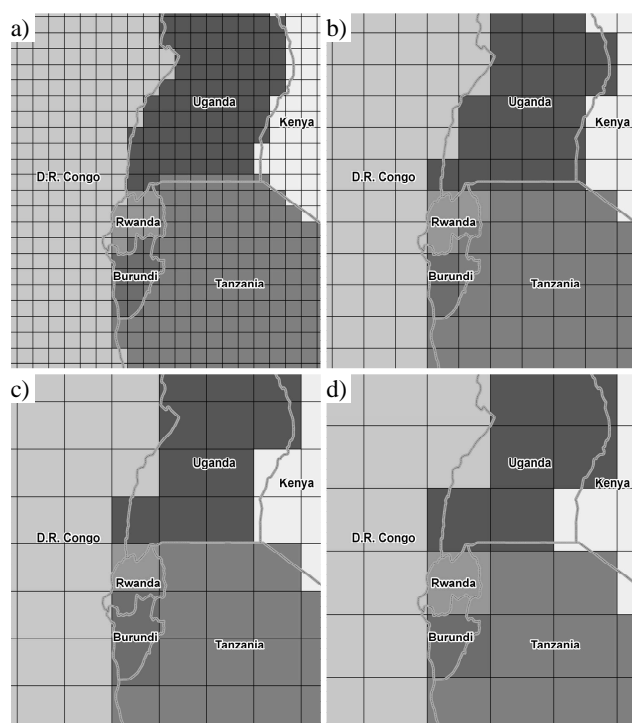 a)
Uganda
Kenya
D.R. Congo
Rwanda
Burundi
Tanzania
b)
Uganda
Kenya
D.R. Congo
Rwanda
Burundi
Tanzania
c)
Uganda
Kenya
D.R. Congo
Rwanda
Burundi
Tanzania
d)
Uganda
Kenya
D.R. Congo
Rwanda
Burundi
Tanzania